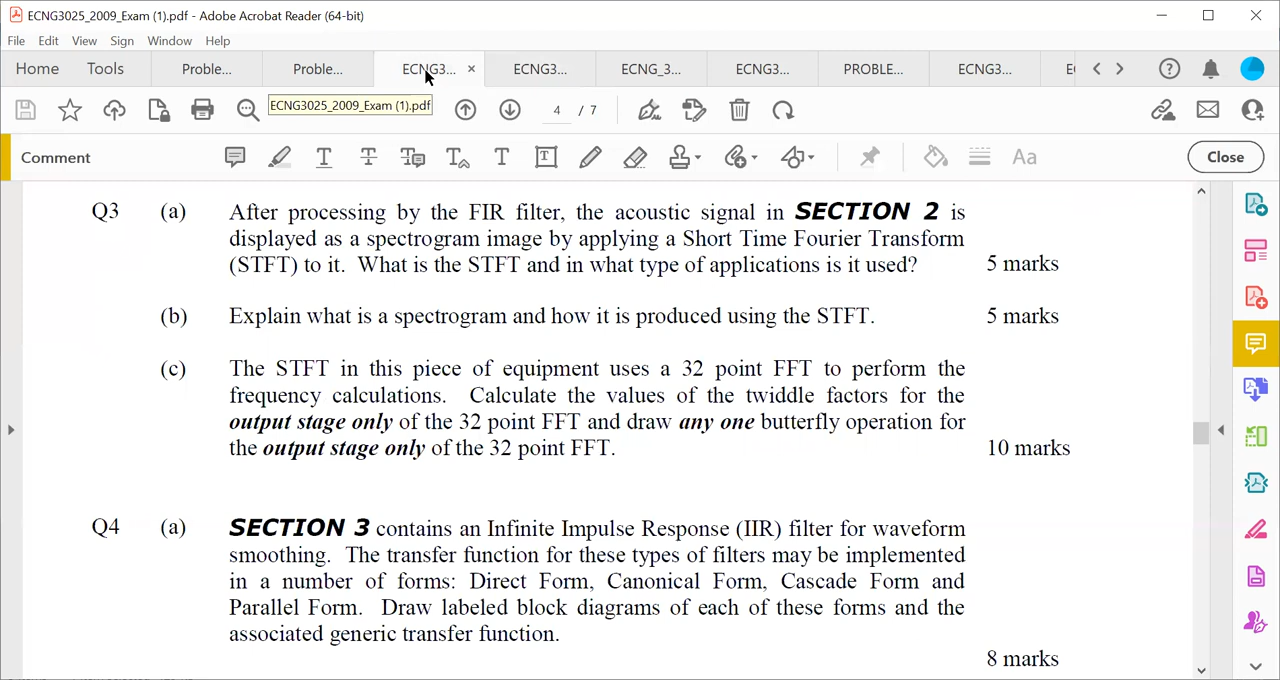 ECNG3025_2009_Exam (1).pdf - Adobe Acrobat Reader (64-bit)
File Edit View Sign Window Help
Home Tools Proble... Proble... ECNG3... × ECNG3... ECNG_3... ECNG3... PROBLE... ECNG3...
ECNG3025_2009_Exam (1).pdf
4 / 7
Comment
Aa
Close
Q3 (a) After processing by the FIR filter, the acoustic signal in SECTION 2 is
displayed as a spectrogram image by applying a Short Time Fourier Transform
(STFT) to it. What is the STFT and in what type of applications is it used? 5 marks
(b) Explain what is a spectrogram and how it is produced using the STFT. 5 marks
(c) The STFT in this piece of equipment uses a 32 point FFT to perform the
frequency calculations. Calculate the values of the twiddle factors for the
output stage only of the 32 point FFT and draw any one butterfly operation for
the output stage only of the 32 point FFT. 10 marks
Q4 (a) SECTION 3 contains an Infinite Impulse Response (IIR) filter for waveform
smoothing. The transfer function for these types of filters may be implemented
in a number of forms: Direct Form, Canonical Form, Cascade Form and
Parallel Form. Draw labeled block diagrams of each of these forms and the
associated generic transfer function.
8 marks